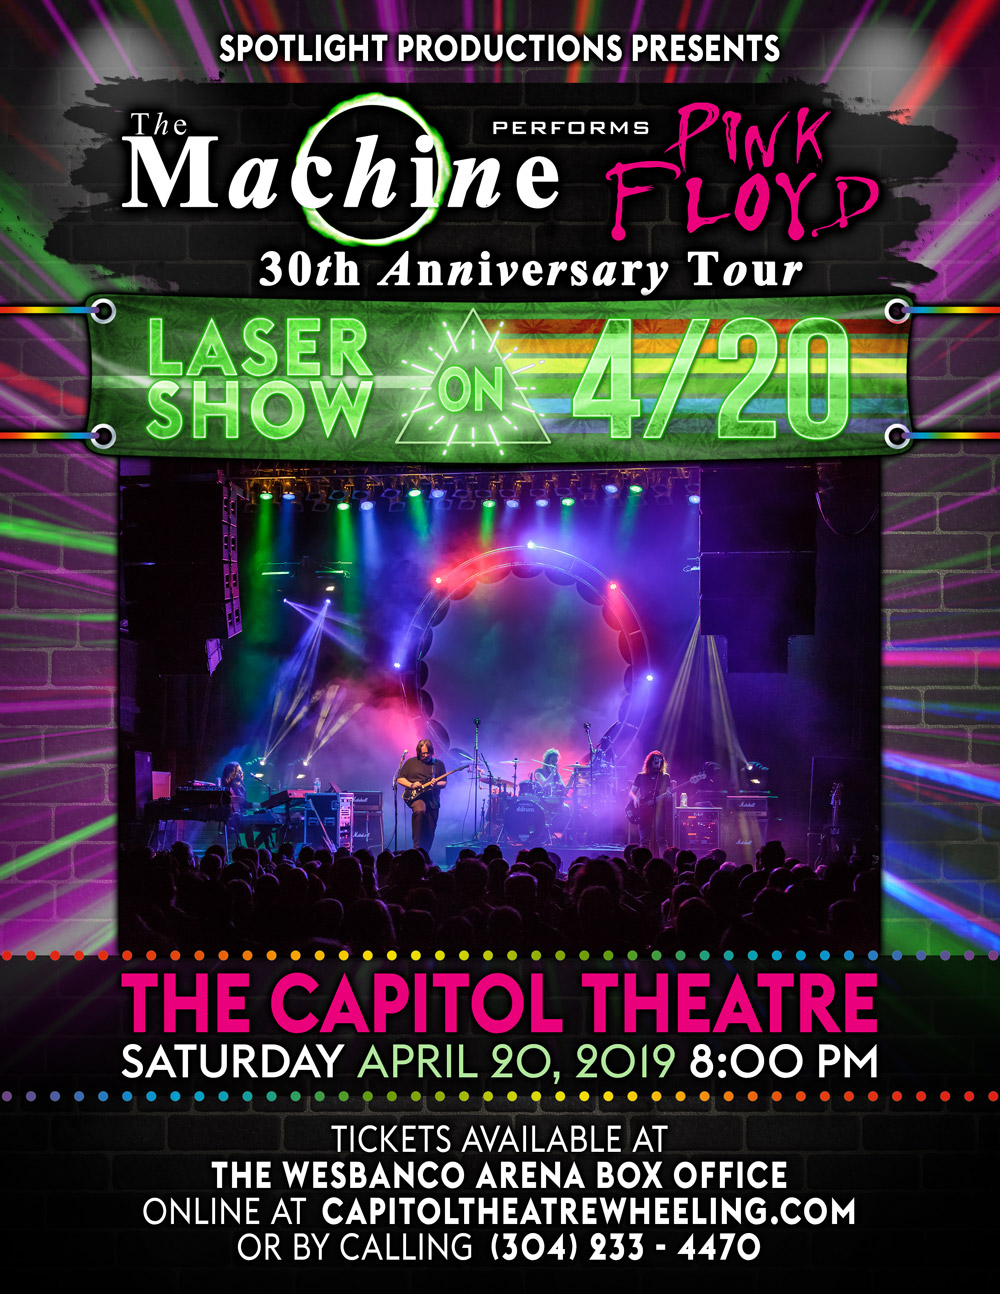 SPOTLIGHT PRODUCTIONS PRESENTS
The Machine PERFORMS PINK FLOYD
30th Anniversary Tour
LASER SHOW ON 4/20
THE CAPITOL THEATRE
SATURDAY APRIL 20, 2019 8:00 PM
TICKETS AVAILABLE AT
THE WESBANCO ARENA BOX OFFICE
ONLINE AT CAPITOLTHEATREWHEELING.COM
OR BY CALLING (304) 233 - 4470